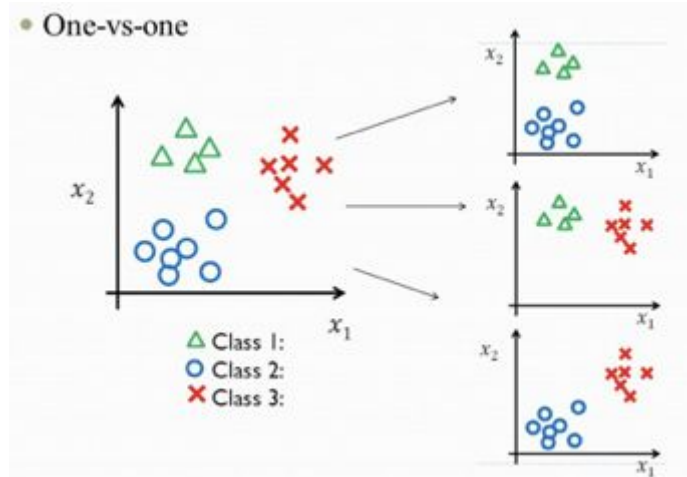 One-vs-one
x₂
x₁
Class 1:
Class 2:
Class 3:
x₂
x₁
x₂
x₁
x₂
x₁